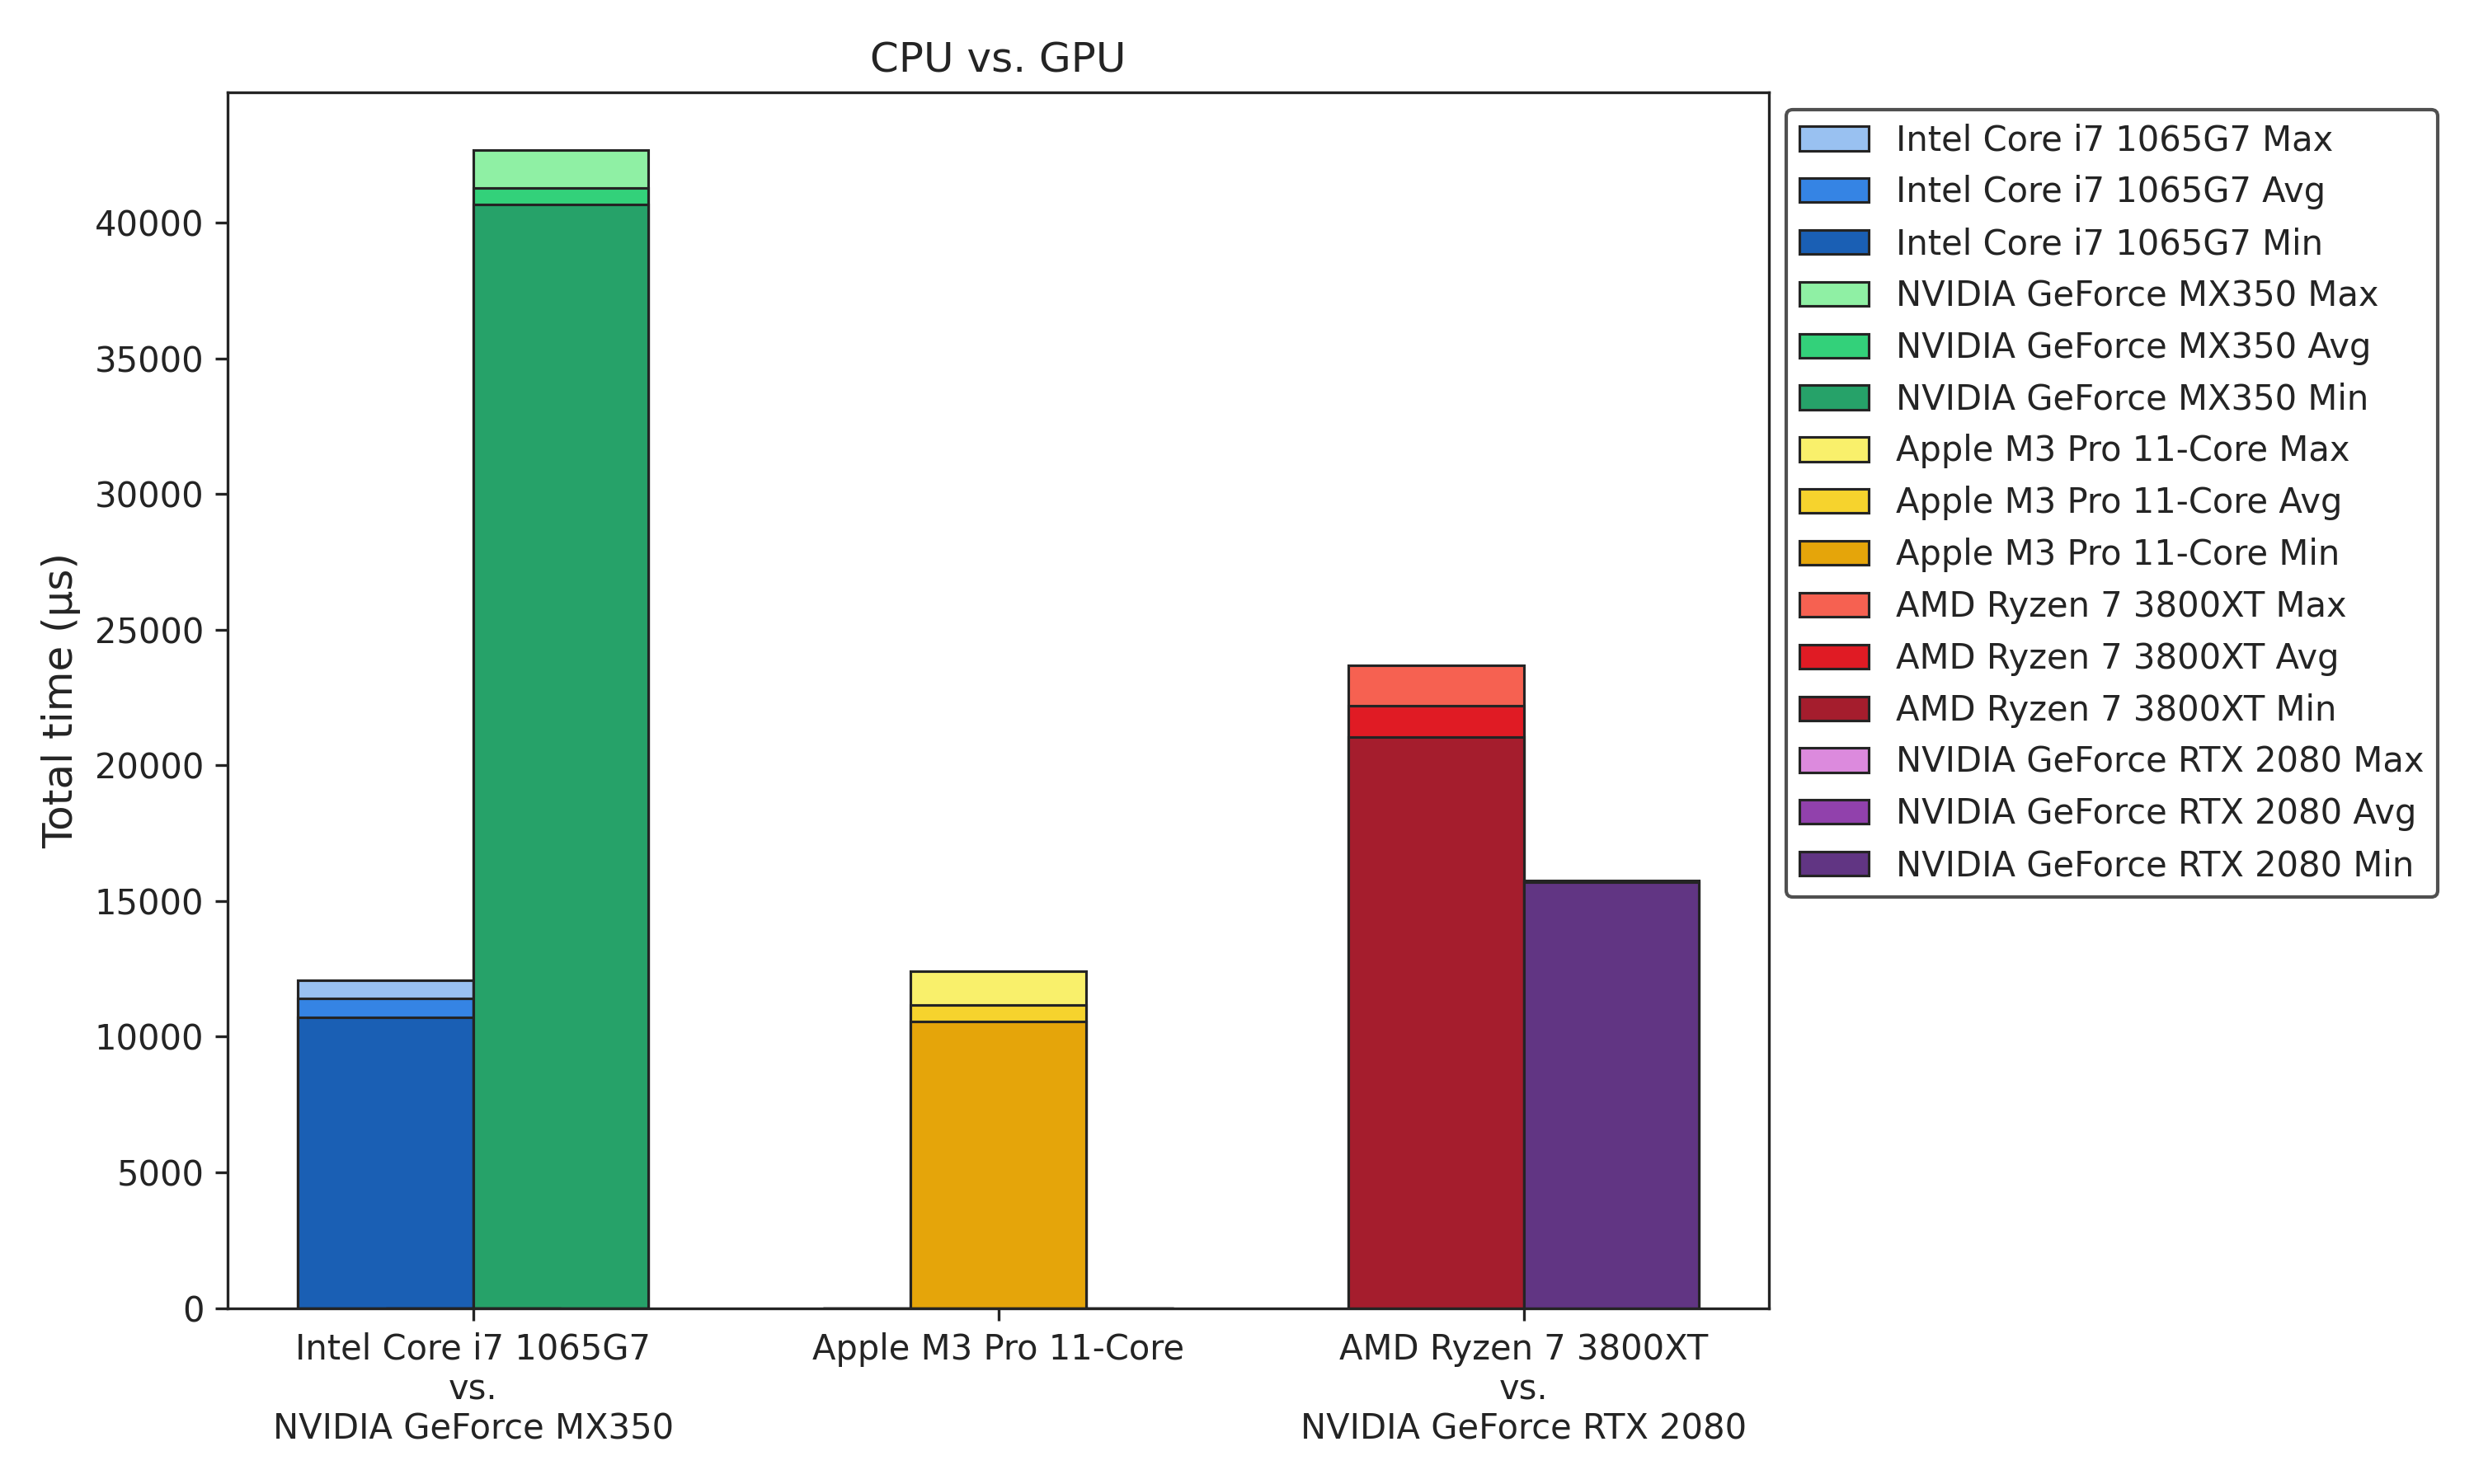 CPU vs. GPU
Total time (µs)
40000
35000
30000
25000
20000
15000
10000
5000
0
Intel Core i7 1065G7
vs.
NVIDIA GeForce MX350
Apple M3 Pro 11-Core
AMD Ryzen 7 3800XT
vs.
NVIDIA GeForce RTX 2080
Intel Core i7 1065G7 Max
Intel Core i7 1065G7 Avg
Intel Core i7 1065G7 Min
NVIDIA GeForce MX350 Max
NVIDIA GeForce MX350 Avg
NVIDIA GeForce MX350 Min
Apple M3 Pro 11-Core Max
Apple M3 Pro 11-Core Avg
Apple M3 Pro 11-Core Min
AMD Ryzen 7 3800XT Max
AMD Ryzen 7 3800XT Avg
AMD Ryzen 7 3800XT Min
NVIDIA GeForce RTX 2080 Max
NVIDIA GeForce RTX 2080 Avg
NVIDIA GeForce RTX 2080 Min